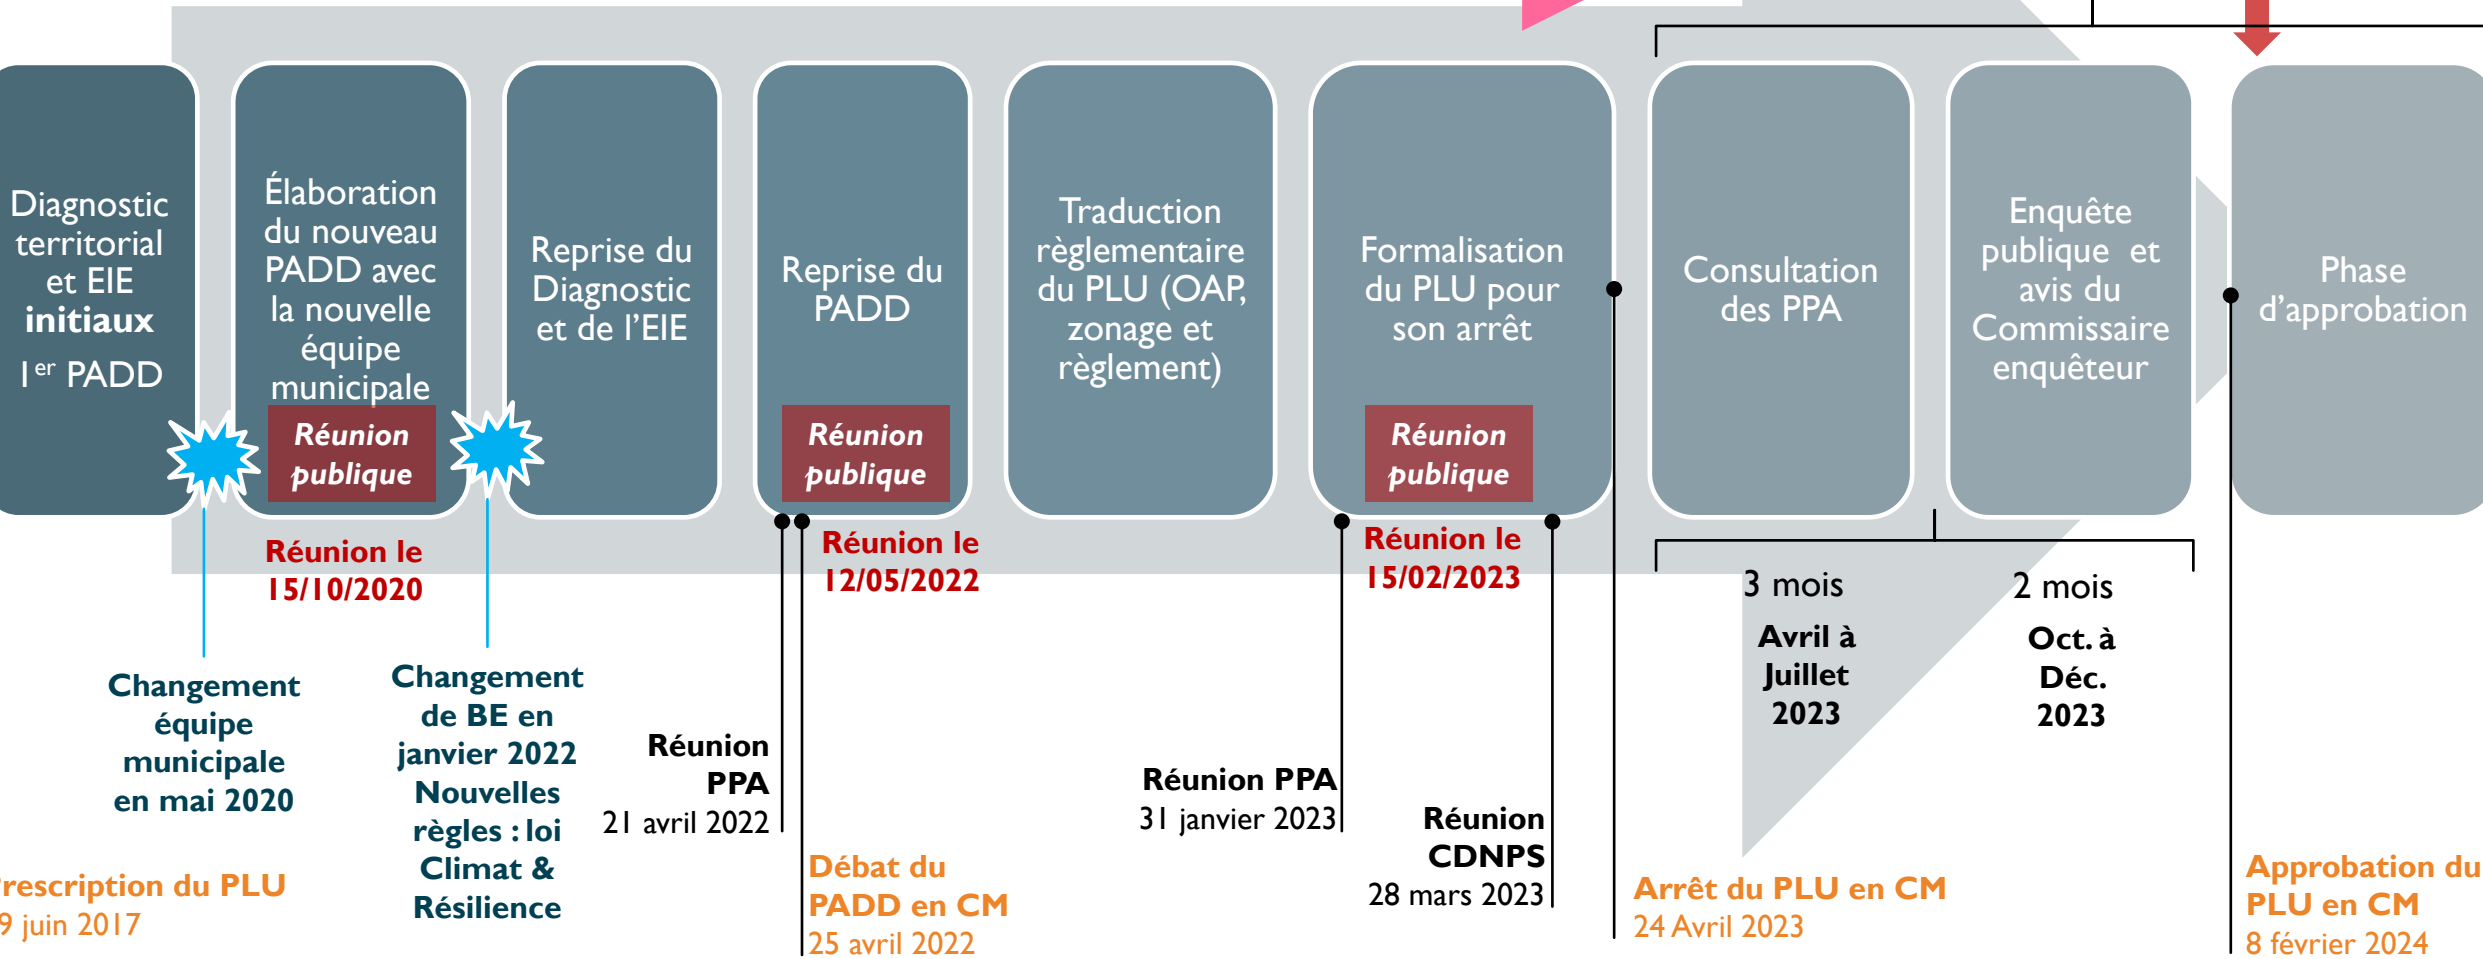 Diagnostic
territorial
et EIE
initiaux
1er PADD
Élaboration
du nouveau
PADD avec
la nouvelle
équipe
municipale
Réunion
publique
Reprise du
Diagnostic
et de l'EIE
Reprise du
PADD
Réunion
publique
Traduction
règlementaire
du PLU (OAP,
zonage et
règlement)
Formalisation
du PLU pour
son arrêt
Réunion
publique
Consultation
des PPA
Enquête
publique et
avis du
Commissaire
enquêteur
Phase
d'approbation
Réunion le
15/10/2020
Réunion le
12/05/2022
Réunion le
15/02/2023
3 mois
Avril à
Juillet
2023
2 mois
Oct. à
Déc.
2023
Changement
équipe
municipale
en mai 2020
Changement
de BE en
janvier 2022
Nouvelles
règles : loi
Climat &
Résilience
Réunion
PPA
21 avril 2022
Réunion PPA
31 janvier 2023
Réunion
CDNPS
28 mars 2023
rescription du PLU
9 juin 2017
Débat du
PADD en CM
25 avril 2022
Arrêt du PLU en CM
24 Avril 2023
Approbation du
PLU en CM
8 février 2024